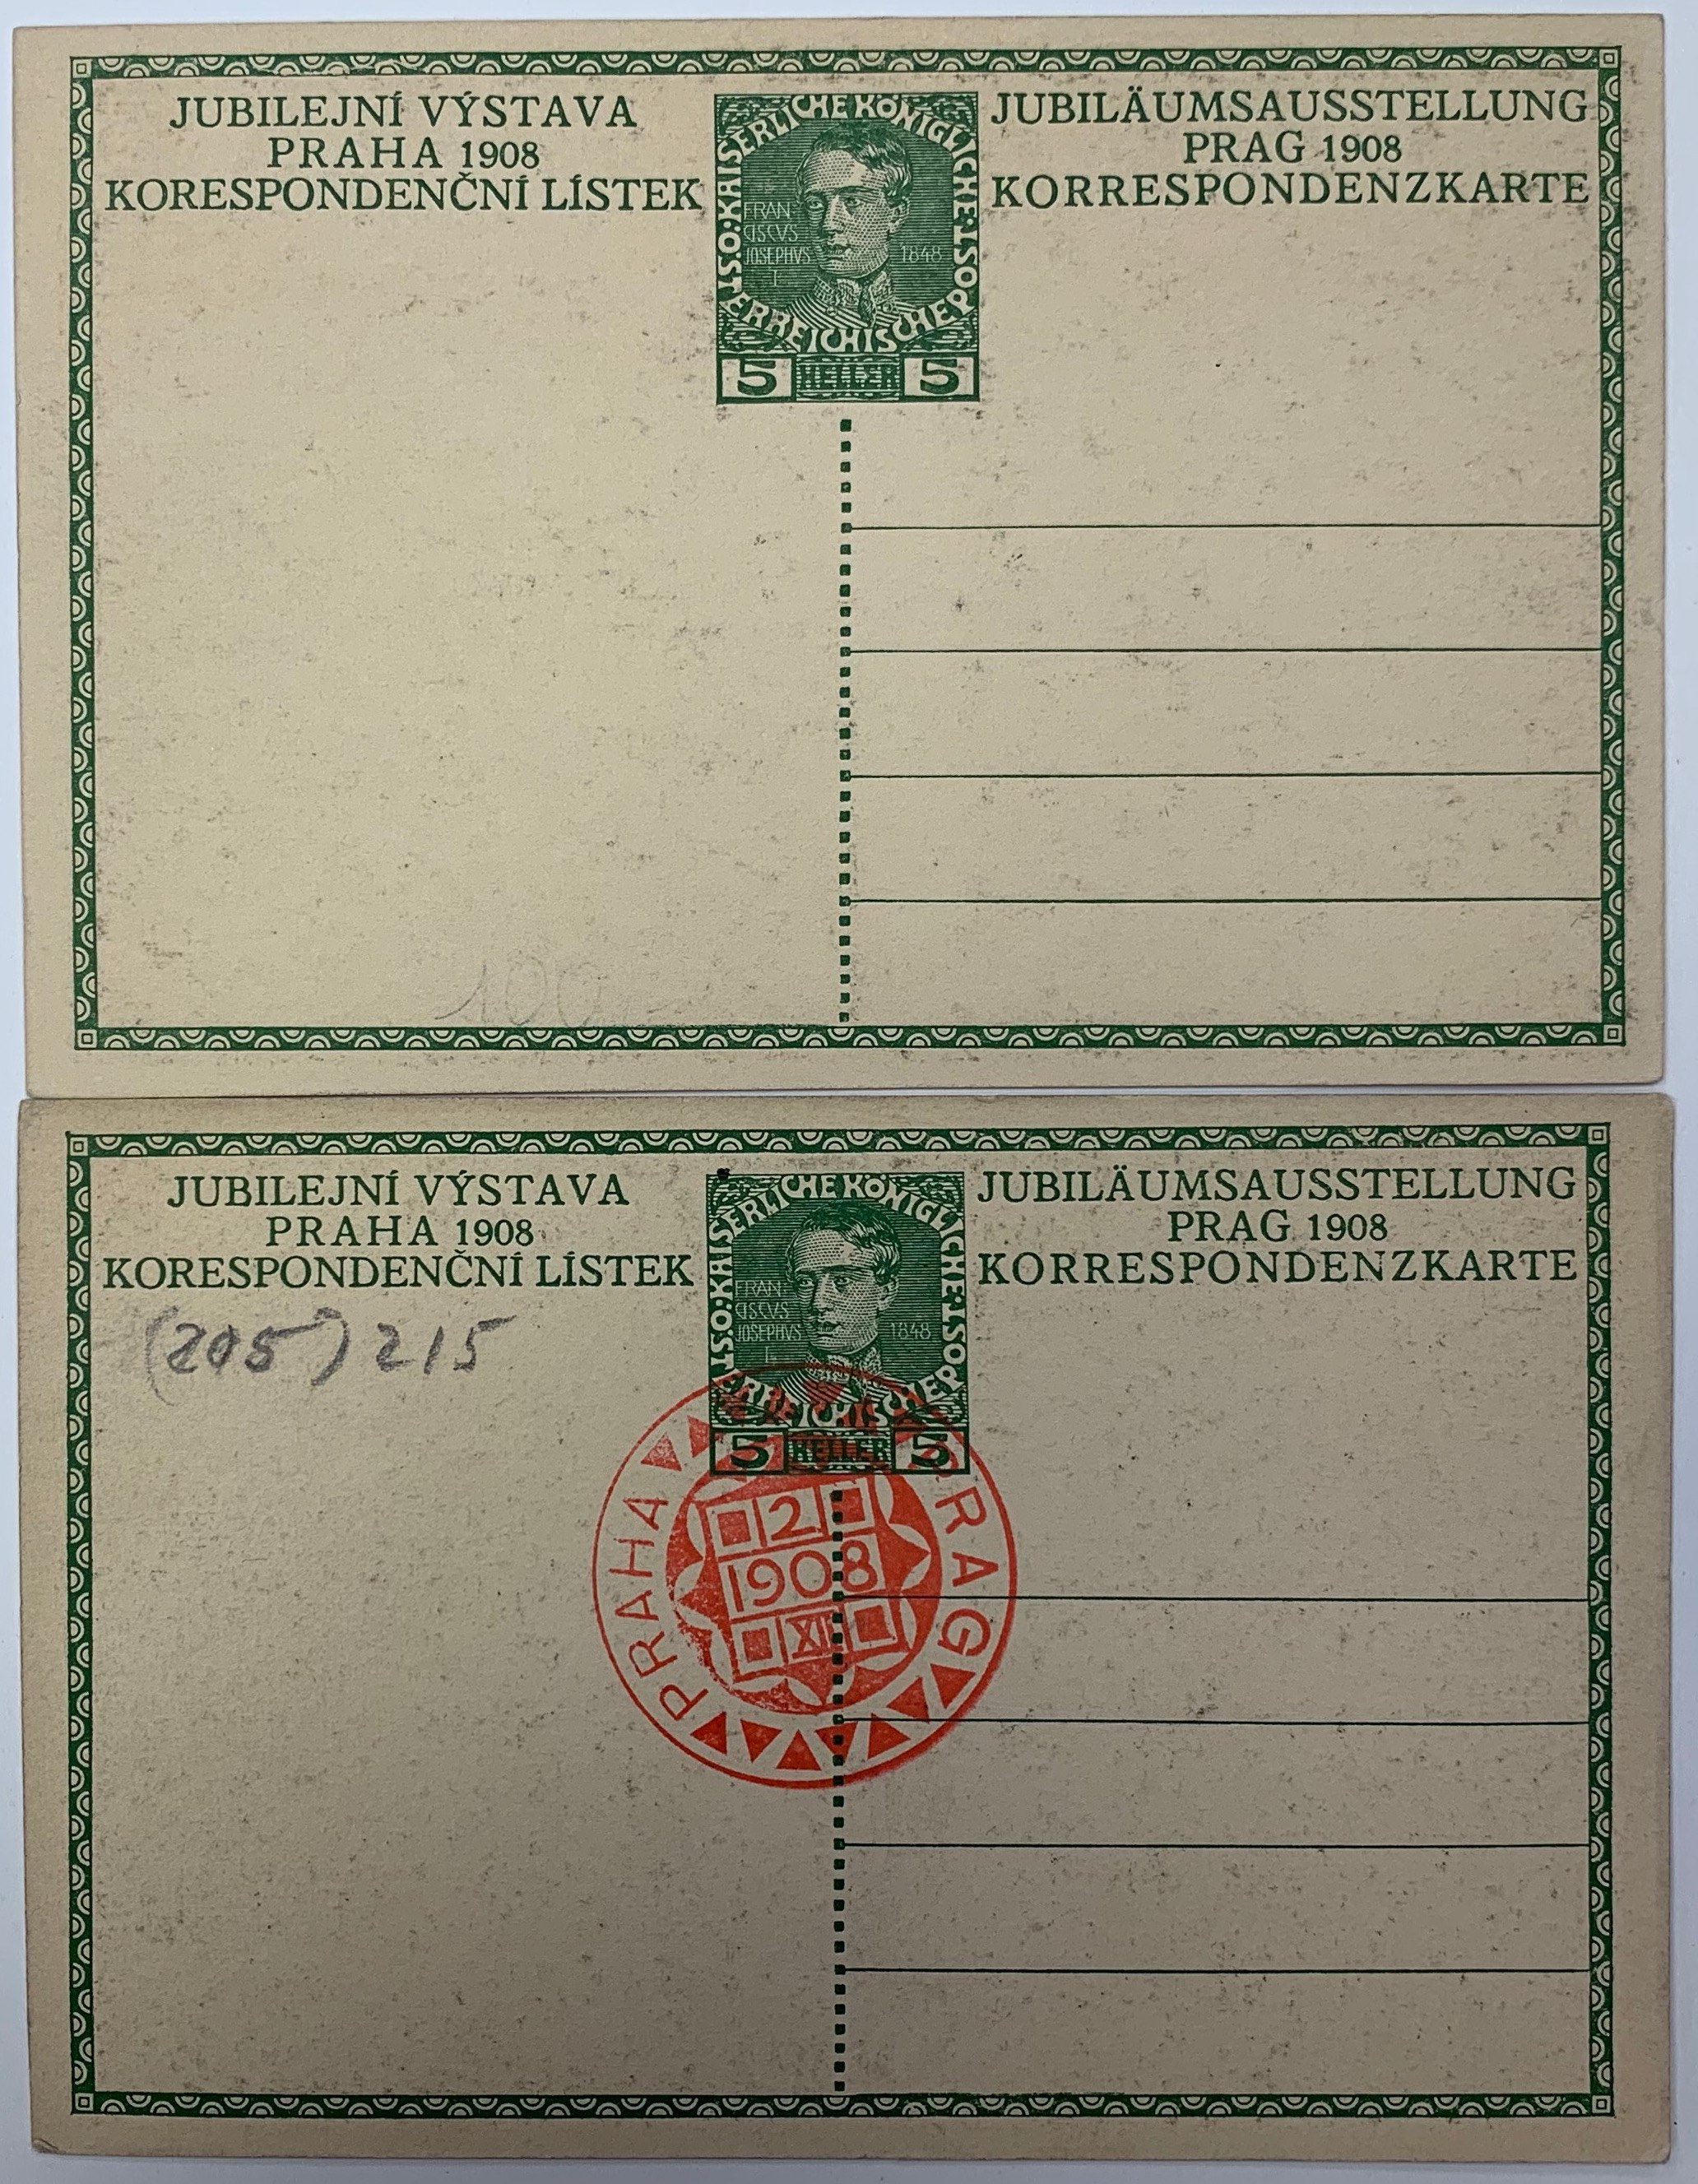 JUBILEJNÍ VÝSTAVA
PRAHA 1908
KORESPONDENČNÍ LÍSTEK
KAISERLICHE KÖNIGLICHE
ÖSTERREICHISCHE POST
FRAN
CISCVS
JOSEPHVS
I
1848
5 HELLER 5
JUBILÄUMSAUSSTELLUNG
PRAG 1908
KORRESPONDENZKARTE
JUBILEJNÍ VÝSTAVA
PRAHA 1908
KORESPONDENČNÍ LÍSTEK
(205) 215
KAISERLICHE KÖNIGLICHE
ÖSTERREICHISCHE POST
FRAN
CISCVS
JOSEPHVS
I
1848
5 HELLER 5
JUBILÄUMSAUSSTELLUNG
PRAG 1908
KORRESPONDENZKARTE
PRAHA
PRAG
2
1908
XII